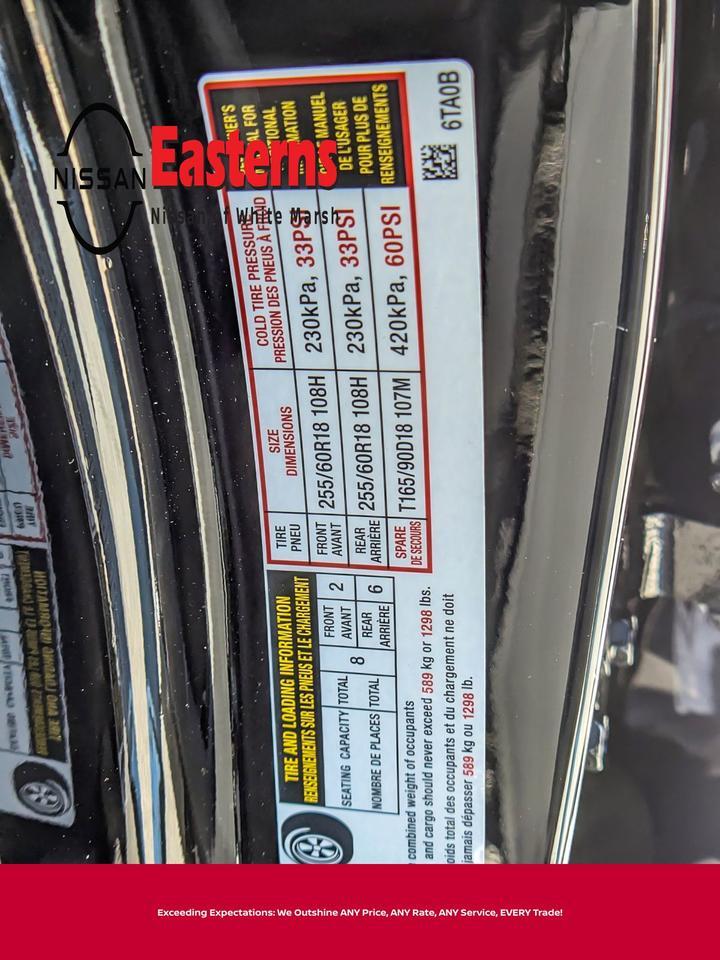 NISSAN
Easterns
Nissan of White Marsh
TIRE AND LOADING INFORMATION
RENSEIGNEMENTS SUR LES PNEUS ET LE CHARGEMENT
SEATING CAPACITY TOTAL 8 FRONT 2
NOMBRE DE PLACES TOTAL AVANT
REAR 6
ARRIÈRE
combined weight of occupants
and cargo should never exceed 589 kg or 1298 lbs.
oids total des occupants et du chargement ne doit
jamais dépasser 589 kg ou 1298 lb.
TIRE SIZE COLD TIRE PRESSURE
PNEU DIMENSIONS PRESSION DES PNEUS À FROID
FRONT 255/60R18 108H 230kPa, 33PSI
AVANT
REAR 255/60R18 108H 230kPa, 33PSI
ARRIÈRE
SPARE T165/90D18 107M 420kPa, 60PSI
DE SECOURS
FOR
MANUEL
DE L'USAGER
POUR PLUS DE
RENSEIGNEMENTS
6TA0B
Exceeding Expectations: We Outshine ANY Price, ANY Rate, ANY Service, EVERY Trade!